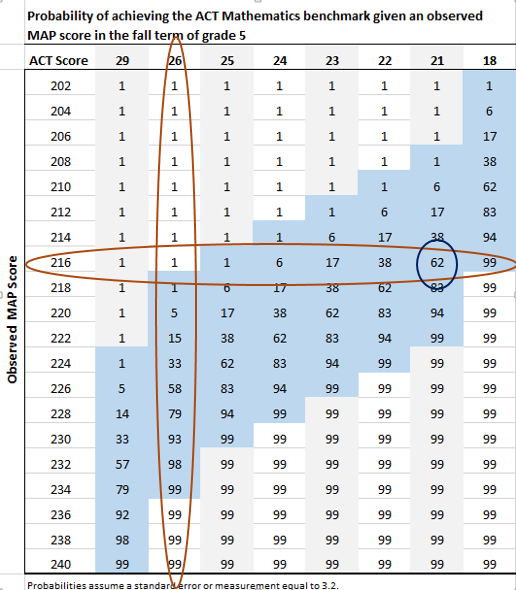 Probability of achieving the ACT Mathematics benchmark given an observed
MAP score in the fall term of grade 5
ACT Score 29 26 25 24 23 22 21 18
Observed MAP Score
202 1 1 1 1 1 1 1 1
204 1 1 1 1 1 1 1 6
206 1 1 1 1 1 1 1 17
208 1 1 1 1 1 1 1 38
210 1 1 1 1 1 1 6 62
212 1 1 1 1 1 6 17 83
214 1 1 1 1 6 17 38 94
216 1 1 1 6 17 38 62 99
218 1 1 6 17 38 62 83 99
220 1 5 17 38 62 83 94 99
222 1 15 38 62 83 94 99 99
224 1 33 62 83 94 99 99 99
226 5 58 83 94 99 99 99 99
228 14 79 94 99 99 99 99 99
230 33 93 99 99 99 99 99 99
232 57 98 99 99 99 99 99 99
234 79 99 99 99 99 99 99 99
236 92 99 99 99 99 99 99 99
238 98 99 99 99 99 99 99 99
240 99 99 99 99 99 99 99 99
Probabilities assume a standard error or measurement equal to 3.2.